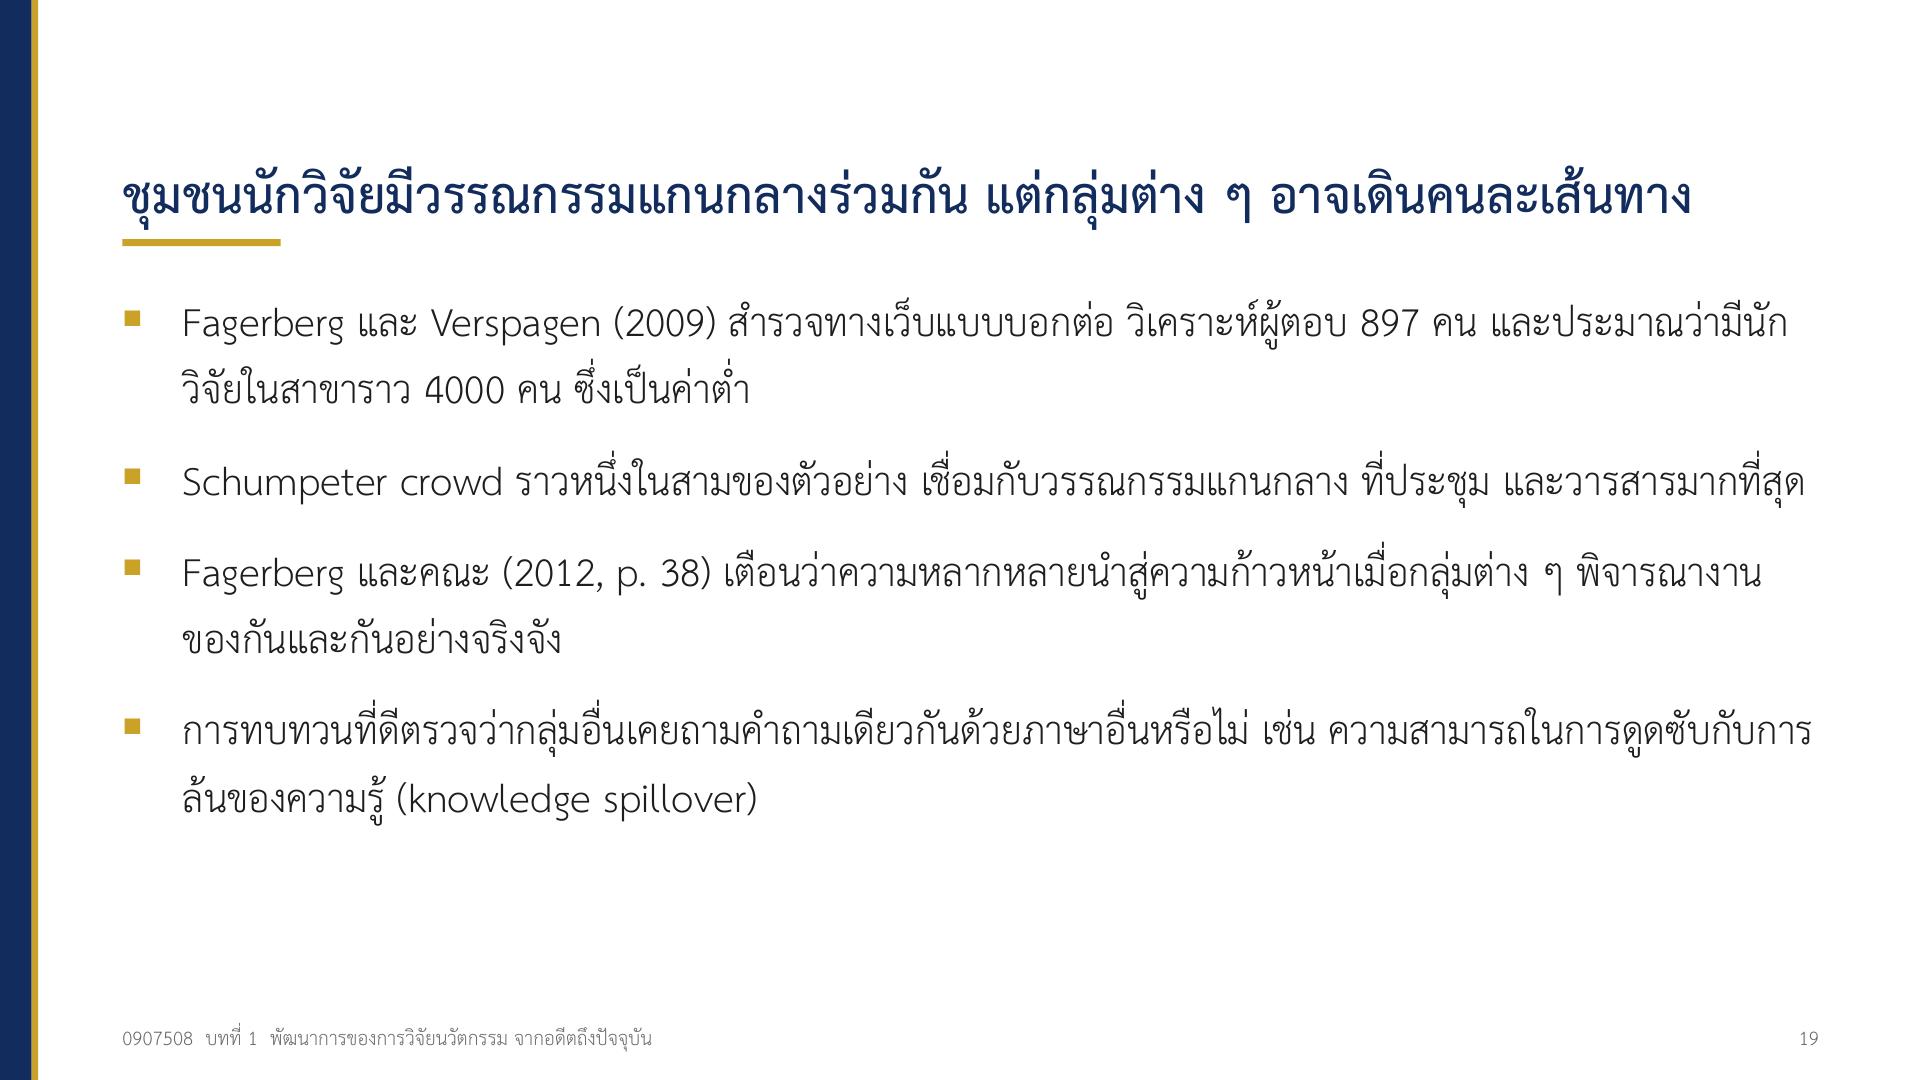 ชุมชนนักวิจัยมีวรรณกรรมแกนกลางร่วมกัน แต่กลุ่มต่าง ๆ อาจเดินคนละเส้นทาง
Fagerberg และ Verspagen (2009) สำรวจทางเว็บแบบบอกต่อ วิเคราะห์ผู้ตอบ 897 คน และประมาณว่ามีนัก
วิจัยในสาขาราว 4000 คน ซึ่งเป็นค่าต่ำ
Schumpeter crowd ราวหนึ่งในสามของตัวอย่าง เชื่อมกับวรรณกรรมแกนกลาง ที่ประชุม และวารสารมากที่สุด
Fagerberg และคณะ (2012, p. 38) เตือนว่าความหลากหลายนำสู่ความก้าวหน้าเมื่อกลุ่มต่าง ๆ พิจารณางาน
ของกันและกันอย่างจริงจัง
การทบทวนที่ดีตรวจว่ากลุ่มอื่นเคยถามคำถามเดียวกันด้วยภาษาอื่นหรือไม่ เช่น ความสามารถในการดูดซับกับการ
ล้นของความรู้ (knowledge spillover)
0907508 บทที่ 1 พัฒนาการของการวิจัยนวัตกรรม จากอดีตถึงปัจจุบัน
19